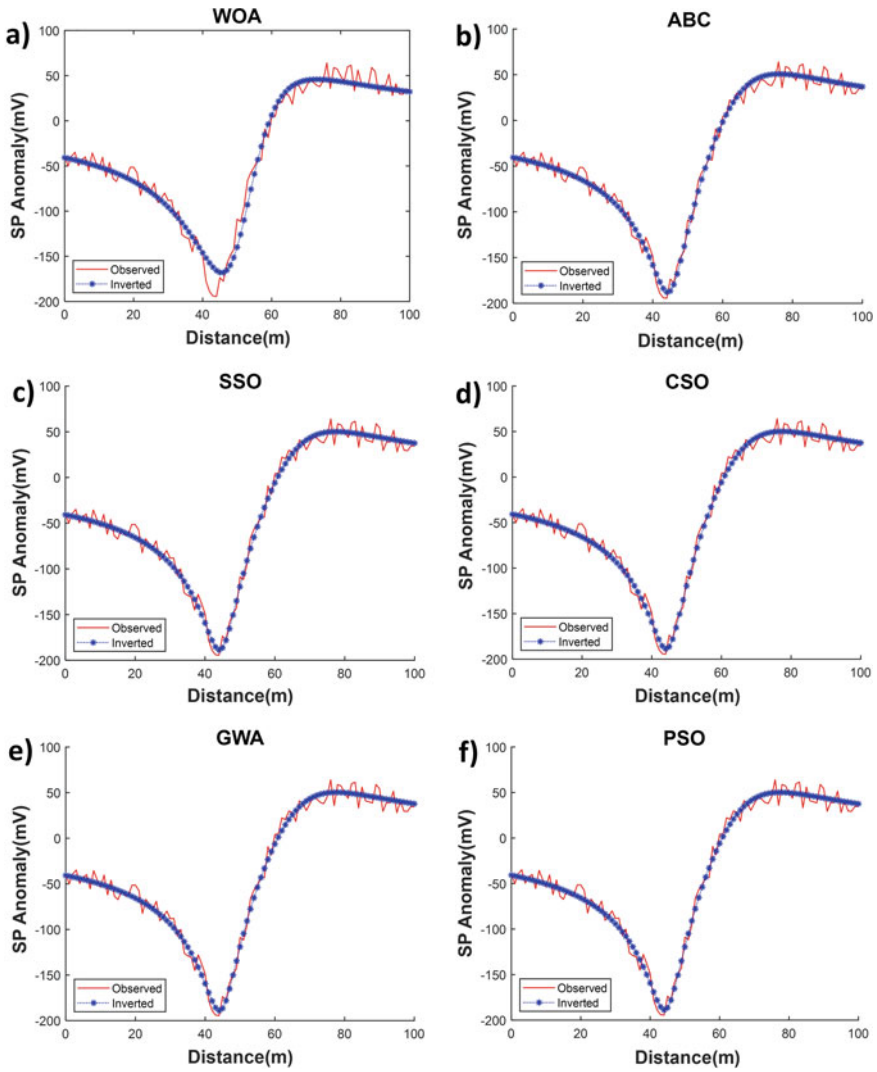 a)
WOA
SP Anomaly(mV)
100
50
0
-50
-100
-150
-200
Observed
Inverted
0 20 40 60 80 100
Distance(m)
b)
ABC
SP Anomaly(mV)
100
50
0
-50
-100
-150
-200
Observed
Inverted
0 20 40 60 80 100
Distance(m)
c)
SSO
SP Anomaly(mV)
100
50
0
-50
-100
-150
-200
Observed
Inverted
0 20 40 60 80 100
Distance(m)
d)
CSO
SP Anomaly(mV)
100
50
0
-50
-100
-150
-200
Observed
Inverted
0 20 40 60 80 100
Distance(m)
e)
GWA
SP Anomaly(mV)
100
50
0
-50
-100
-150
-200
Observed
Inverted
0 20 40 60 80 100
Distance(m)
f)
PSO
SP Anomaly(mV)
100
50
0
-50
-100
-150
-200
Observed
Inverted
0 20 40 60 80 100
Distance(m)